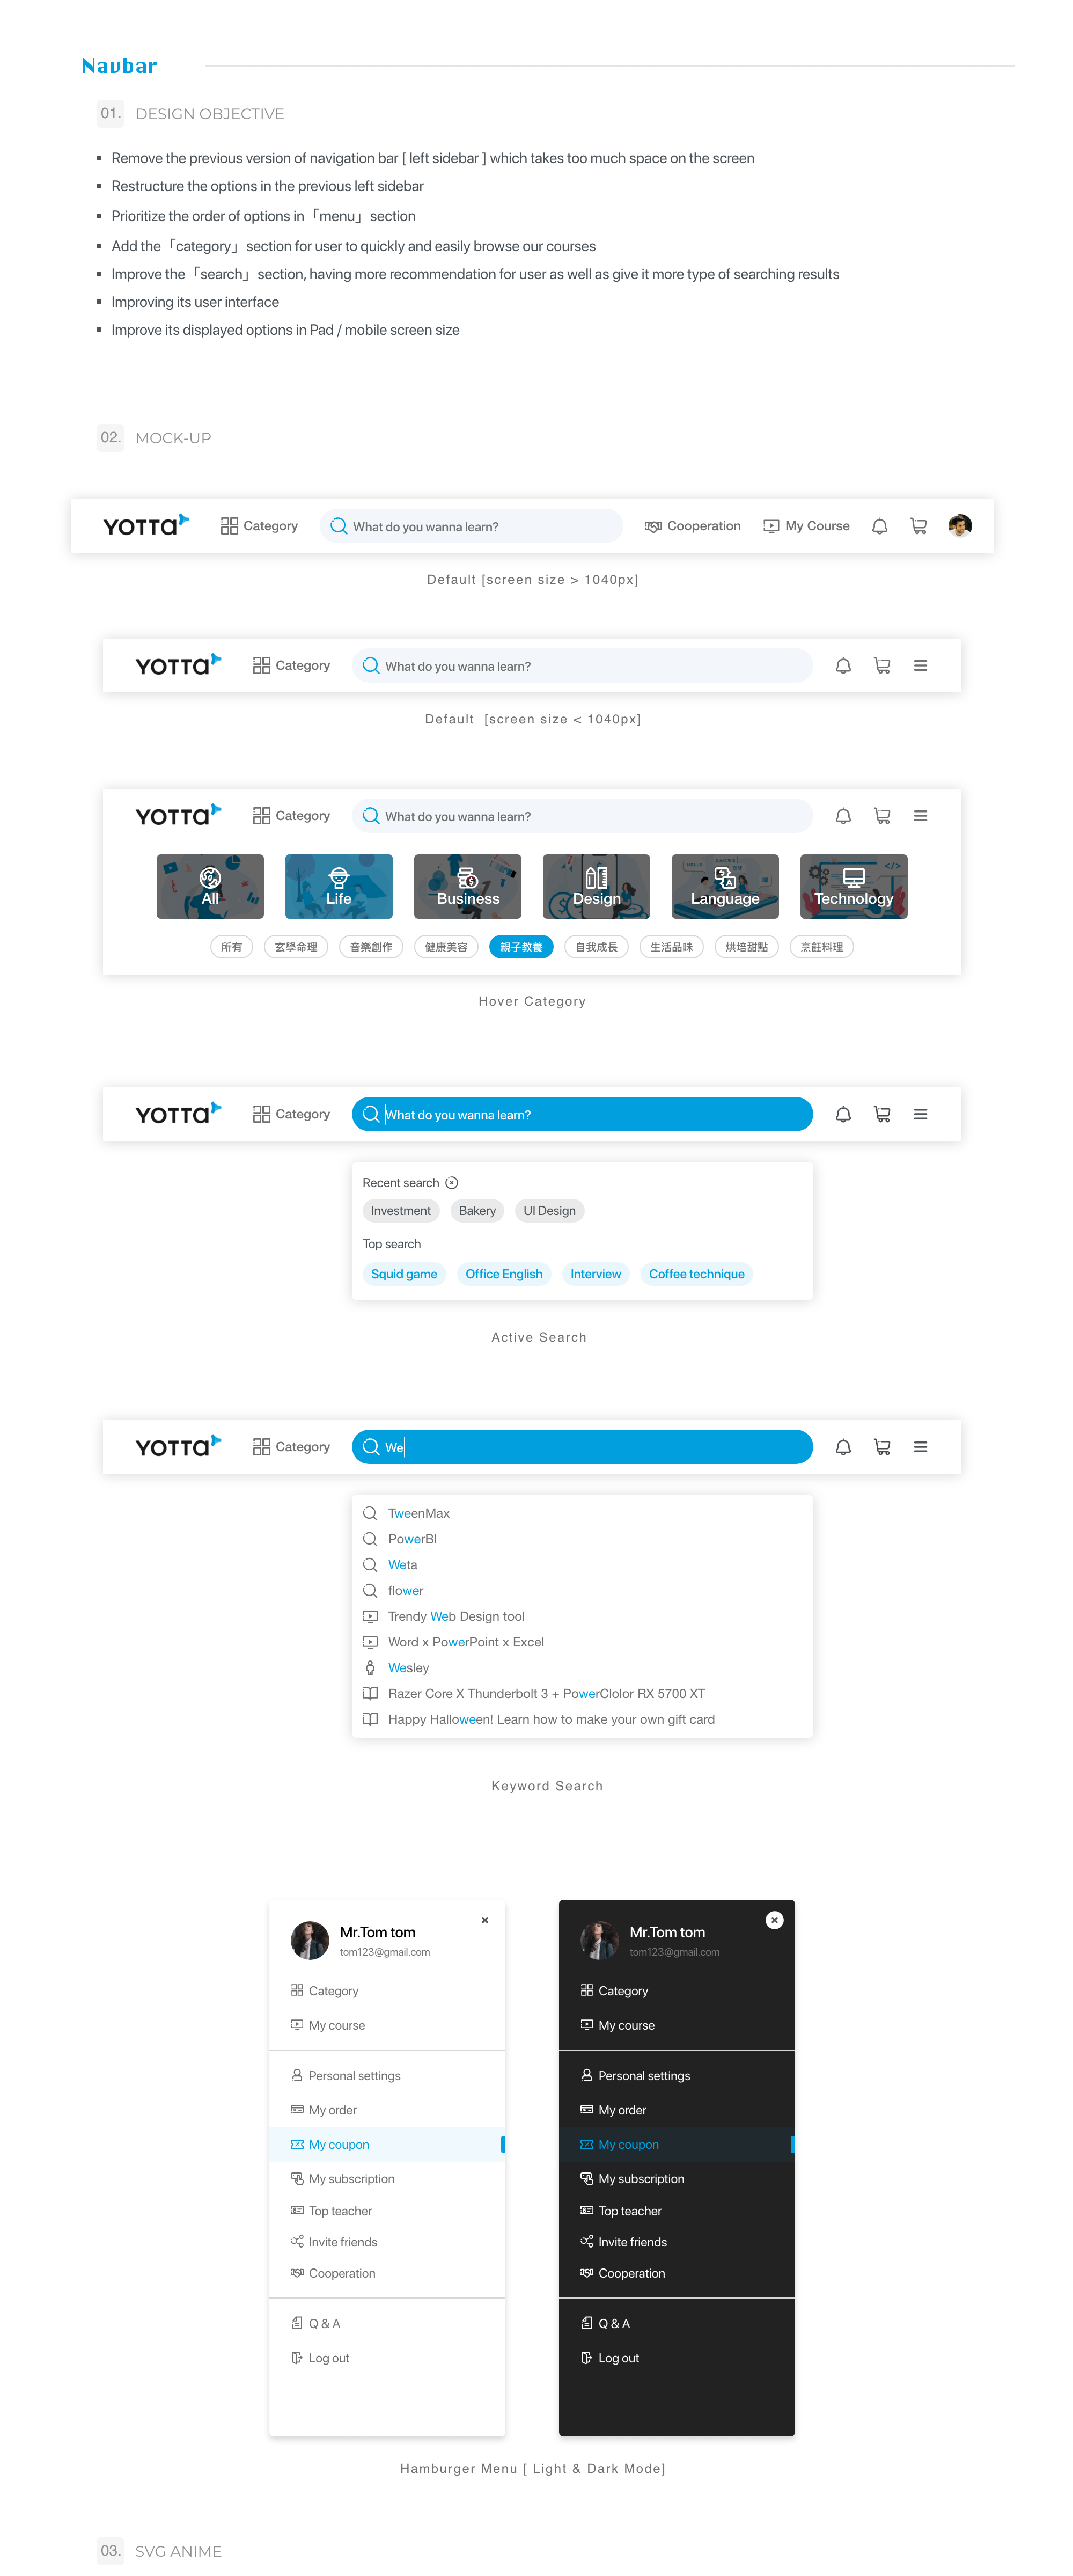 Navbar
01. DESIGN OBJECTIVE
Remove the previous version of navigation bar [ left sidebar ] which takes too much space on the screen
Restructure the options in the previous left sidebar
Prioritize the order of options in「menu」section
Add the「category」section for user to quickly and easily browse our courses
Improve the「search」section, having more recommendation for user as well as give it more type of searching results
Improving its user interface
Improve its displayed options in Pad / mobile screen size
02. MOCK-UP
YOTTA Category What do you wanna learn? Cooperation My Course
Default [screen size > 1040px]
YOTTA Category What do you wanna learn?
Default [screen size < 1040px]
YOTTA Category What do you wanna learn?
All Life Business Design Language Technology
所有 玄學命理 音樂創作 健康美容 親子教養 自我成長 生活品味 烘培甜點 烹飪料理
Hover Category
YOTTA Category What do you wanna learn?
Recent search
Investment Bakery UI Design
Top search
Squid game Office English Interview Coffee technique
Active Search
YOTTA Category We
TweenMax
PowerBI
Weta
flower
Trendy Web Design tool
Word x PowerPoint x Excel
Wesley
Razer Core X Thunderbolt 3 + PowerClolor RX 5700 XT
Happy Halloween! Learn how to make your own gift card
Keyword Search
Mr.Tom tom
tom123@gmail.com
Category
My course
Personal settings
My order
My coupon
My subscription
Top teacher
Invite friends
Cooperation
Q & A
Log out
Mr.Tom tom
tom123@gmail.com
Category
My course
Personal settings
My order
My coupon
My subscription
Top teacher
Invite friends
Cooperation
Q & A
Log out
Hamburger Menu [ Light & Dark Mode]
03. SVG ANIME